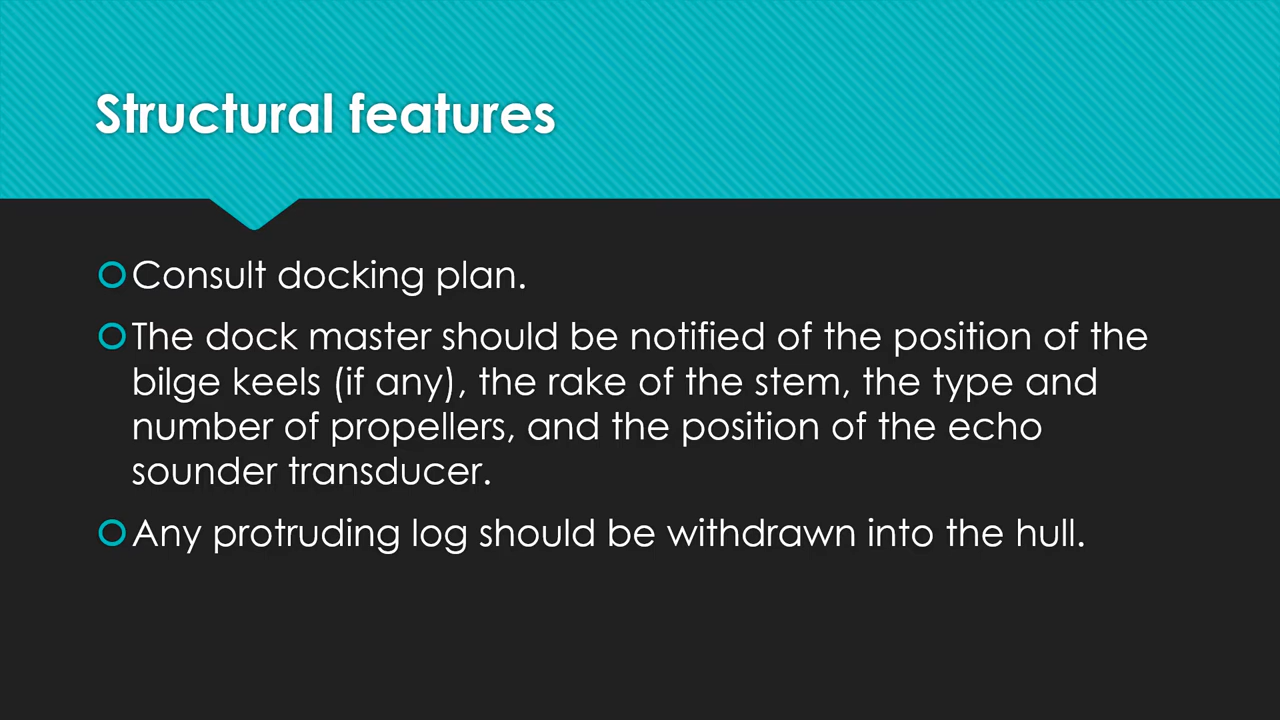 Structural features
Consult docking plan.
The dock master should be notified of the position of the
bilge keels (if any), the rake of the stem, the type and
number of propellers, and the position of the echo
sounder transducer.
Any protruding log should be withdrawn into the hull.